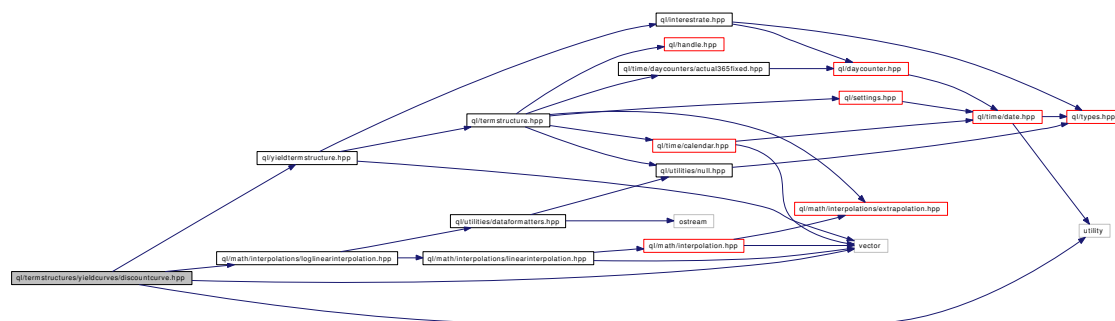 ql/interestrate.hpp
ql/handle.hpp
ql/time/daycounters/actual365fixed.hpp
ql/daycounter.hpp
ql/settings.hpp
ql/termstructure.hpp
ql/time/date.hpp
ql/types.hpp
ql/time/calendar.hpp
ql/yieldtermstructure.hpp
ql/utilities/null.hpp
ql/math/interpolations/extrapolation.hpp
ql/utilities/dataformatters.hpp
ostream
utility
ql/math/interpolation.hpp
vector
ql/math/interpolations/loglinearinterpolation.hpp
ql/math/interpolations/linearinterpolation.hpp
ql/termstructures/yieldcurves/discountcurve.hpp